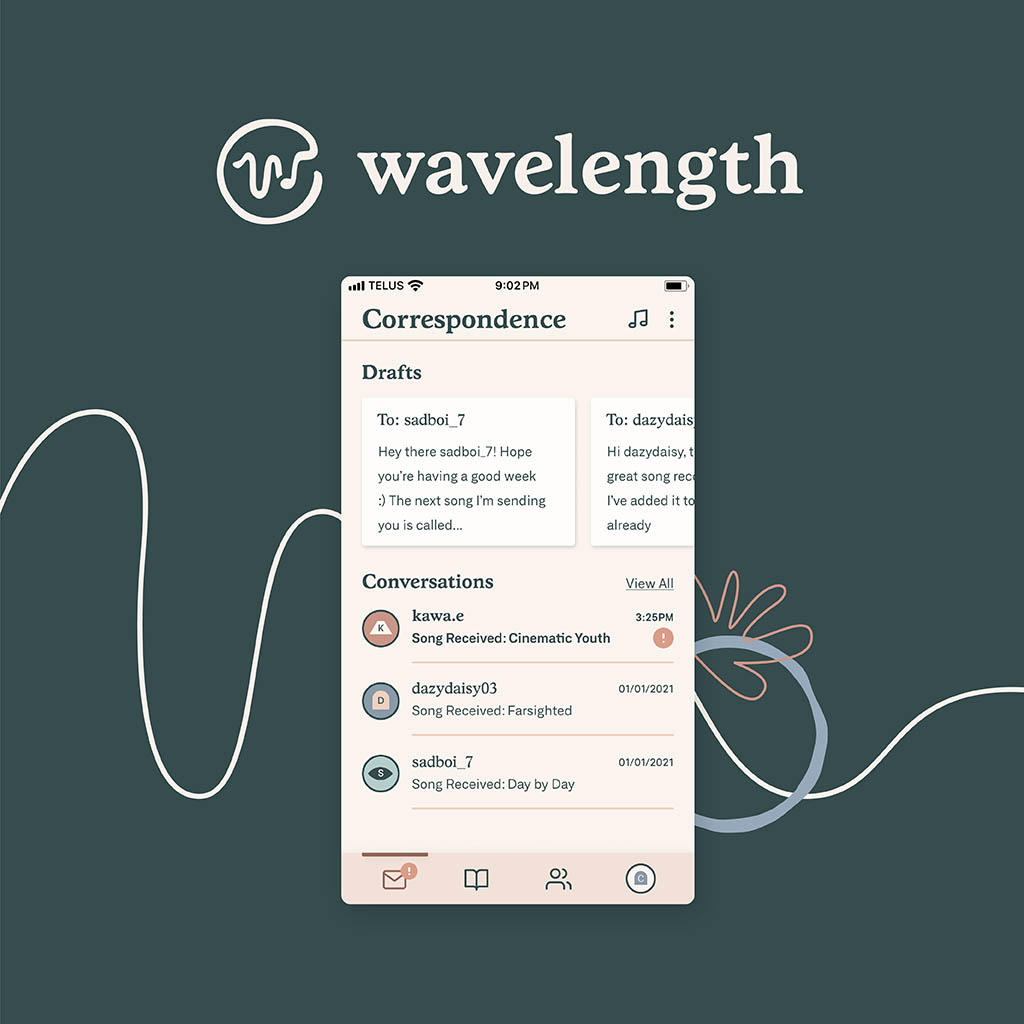 wavelength
TELUS 9:02 PM
Correspondence
Drafts
To: sadboi_7
Hey there sadboi_7! Hope
you're having a good week
:) The next song I'm sending
you is called...
To: dazydais
Hi dazydaisy, t
great song rec
I've added it to
already
Conversations View All
K
kawa.e 3:25PM
Song Received: Cinematic Youth !
D
dazydaisy03 01/01/2021
Song Received: Farsighted
S
sadboi_7 01/01/2021
Song Received: Day by Day
! C